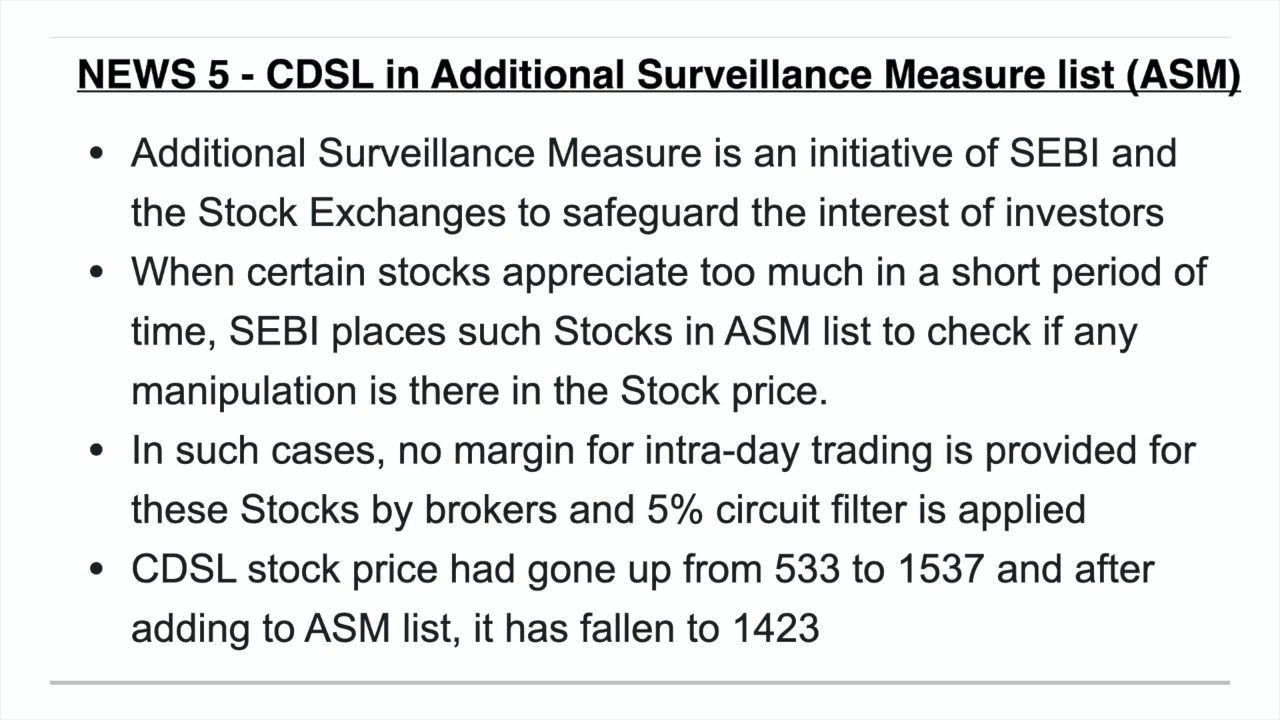 NEWS 5 - CDSL in Additional Surveillance Measure list (ASM)
• Additional Surveillance Measure is an initiative of SEBI and
the Stock Exchanges to safeguard the interest of investors
• When certain stocks appreciate too much in a short period of
time, SEBI places such Stocks in ASM list to check if any
manipulation is there in the Stock price.
• In such cases, no margin for intra-day trading is provided for
these Stocks by brokers and 5% circuit filter is applied
• CDSL stock price had gone up from 533 to 1537 and after
adding to ASM list, it has fallen to 1423